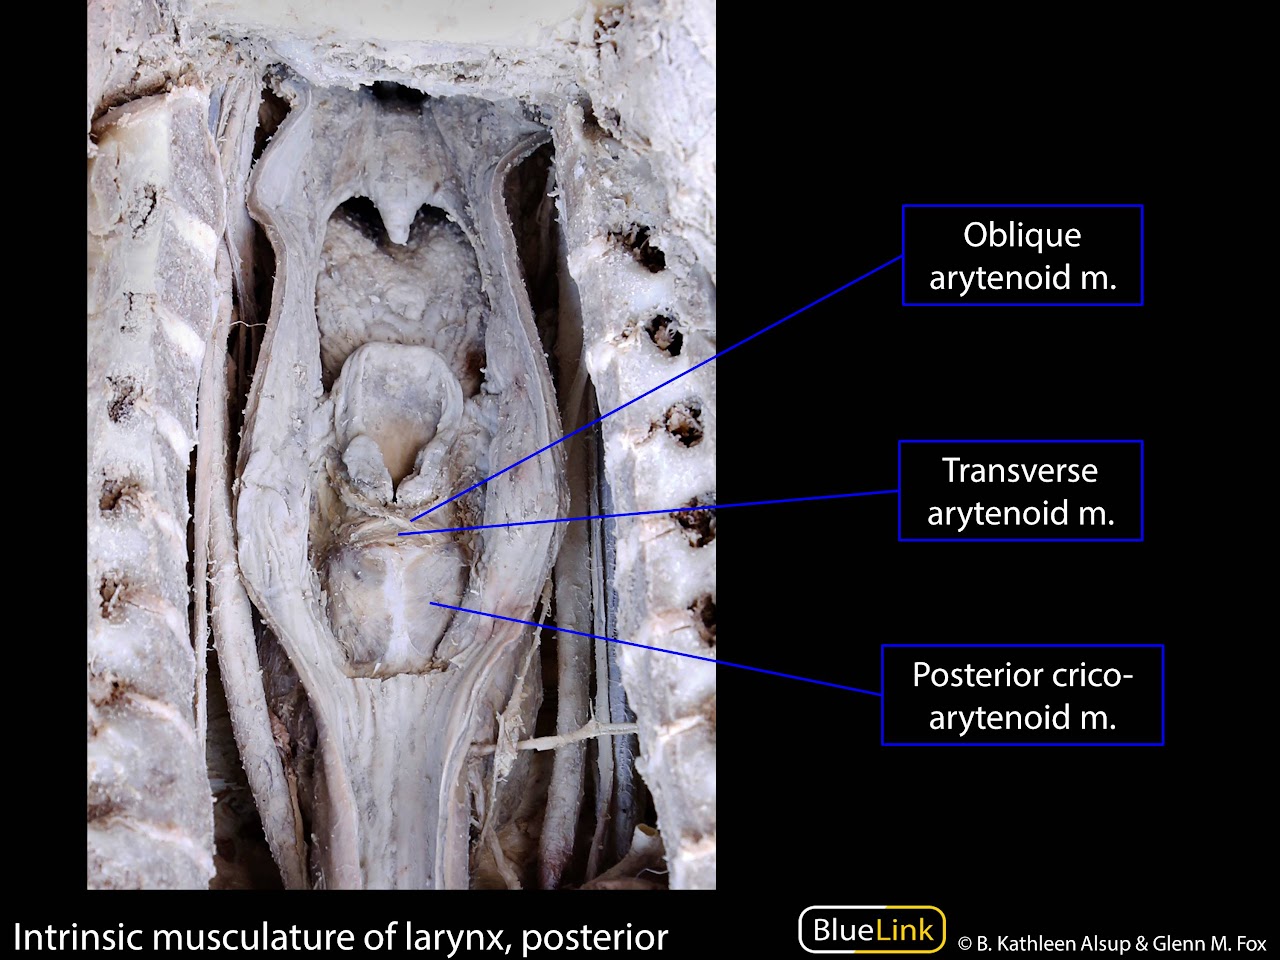 Oblique
arytenoid m.
Transverse
arytenoid m.
Posterior crico-
arytenoid m.
Intrinsic musculature of larynx, posterior
BlueLink
© B. Kathleen Alsup & Glenn M. Fox